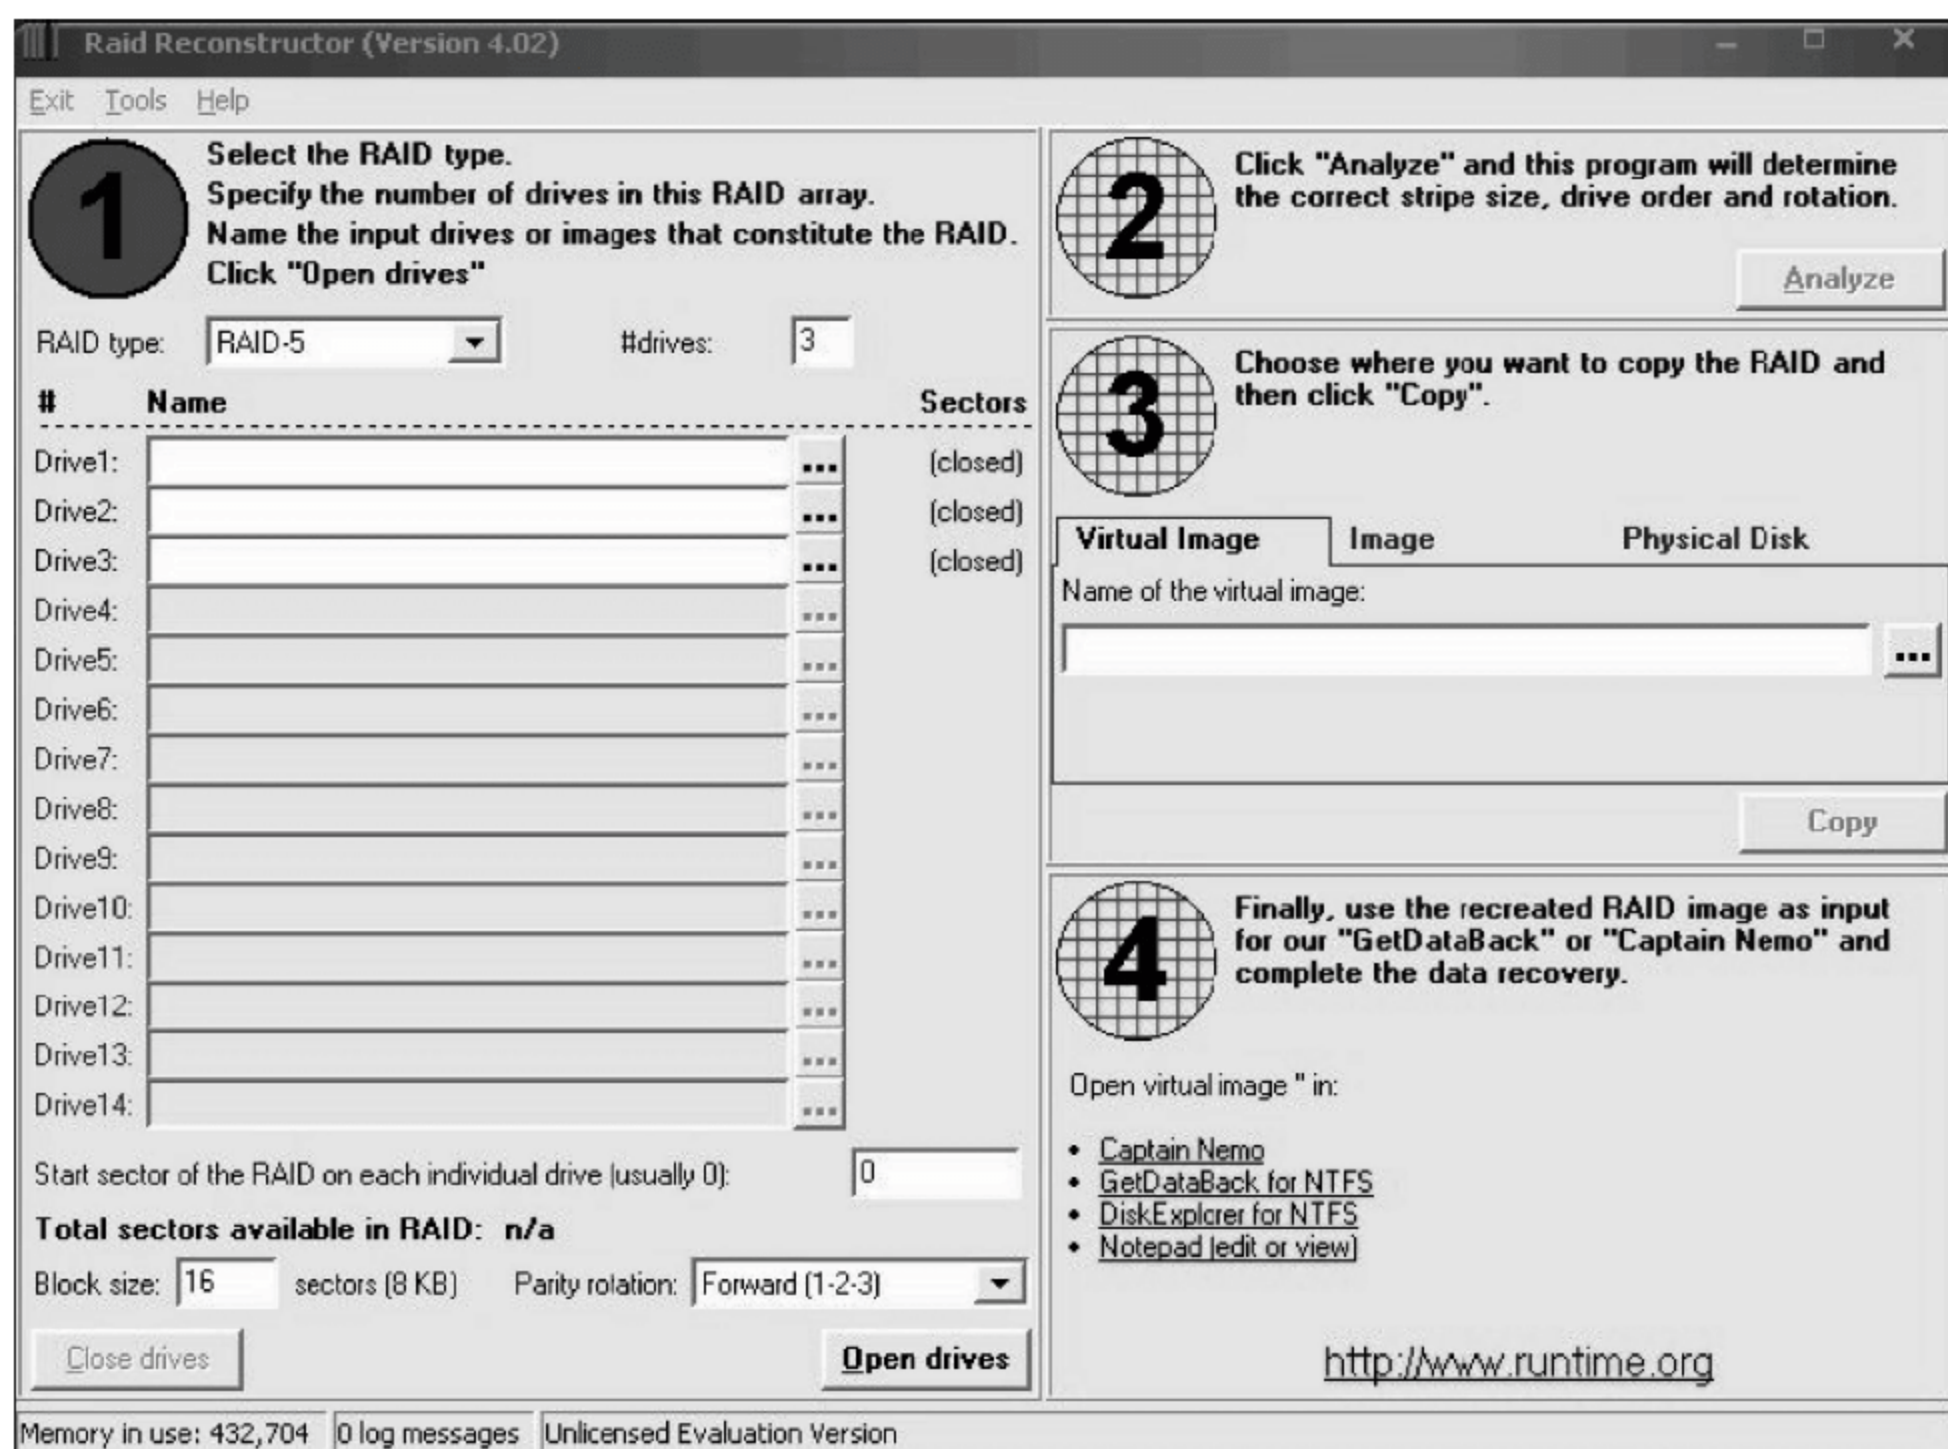 Raid Reconstructor (Version 4.02)
Exit Tools Help
1
Select the RAID type.
Specify the number of drives in this RAID array.
Name the input drives or images that constitute the RAID.
Click "Open drives"
RAID type: RAID-5 #drives: 3
# Name Sectors
Drive1: ... (closed)
Drive2: ... (closed)
Drive3: ... (closed)
Drive4: ...
Drive5: ...
Drive6: ...
Drive7: ...
Drive8: ...
Drive9: ...
Drive10: ...
Drive11: ...
Drive12: ...
Drive13: ...
Drive14: ...
Start sector of the RAID on each individual drive (usually 0): 0
Total sectors available in RAID: n/a
Block size: 16 sectors (8 KB) Parity rotation: Forward (1-2-3)
Close drives Open drives
2
Click "Analyze" and this program will determine
the correct stripe size, drive order and rotation.
Analyze
3
Choose where you want to copy the RAID and
then click "Copy".
Virtual Image Image Physical Disk
Name of the virtual image:
...
Copy
4
Finally, use the recreated RAID image as input
for our "GetDataBack" or "Captain Nemo" and
complete the data recovery.
Open virtual image '' in:
• Captain Nemo
• GetDataBack for NTFS
• DiskExplorer for NTFS
• Notepad (edit or view)
http://www.runtime.org
Memory in use: 432,704 0 log messages Unlicensed Evaluation Version